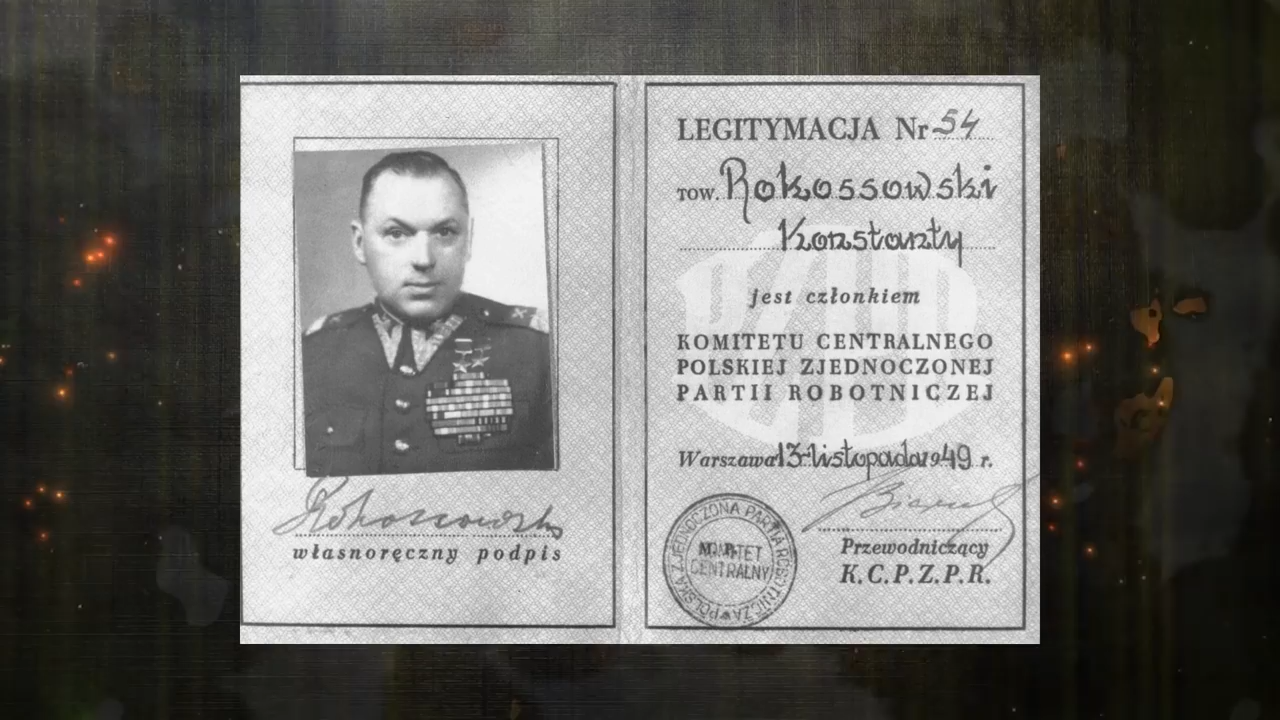 Rokossowski
własnoręczny podpis
LEGITYMACJA Nr 54
TOW. Rokossowski
Konstanty
jest członkiem
KOMITETU CENTRALNEGO
POLSKIEJ ZJEDNOCZONEJ
PARTII ROBOTNICZEJ
Warszawa 13 listopada 1949 r.
POLSKA ZJEDNOCZONA PARTIA ROBOTNICZA
KOMITET
CENTRALNY
Przewodniczący
K.C.P.Z.P.R.